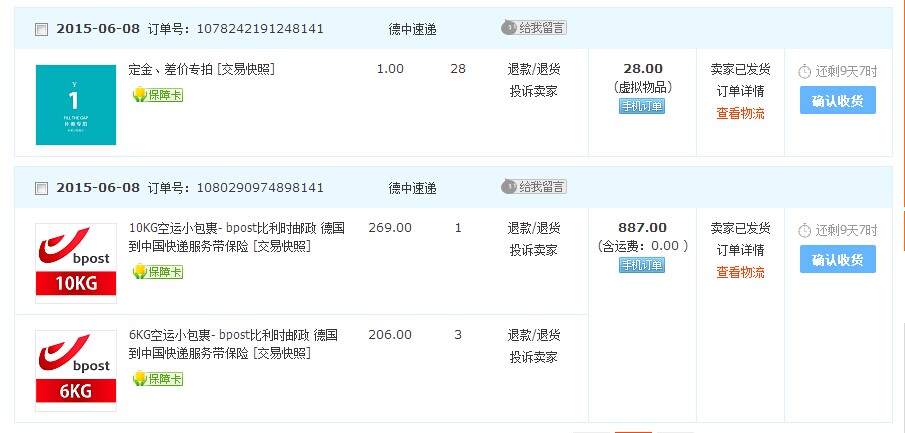 2015-06-08 订单号：1078242191248141 德中速递 给我留言
Y
1
FILL THE GAP
补差专拍
定金、差价专拍 [交易快照]
保障卡
1.00
28
退款/退货
投诉卖家
28.00
(虚拟物品)
手机订单
卖家已发货
订单详情
查看物流
还剩9天7时
确认收货
2015-06-08 订单号：1080290974898141 德中速递 给我留言
bpost
10KG
10KG空运小包裹- bpost比利时邮政 德国
到中国快递服务带保险 [交易快照]
保障卡
269.00
1
退款/退货
投诉卖家
887.00
(含运费：0.00 )
手机订单
卖家已发货
订单详情
查看物流
还剩9天7时
确认收货
bpost
6KG
6KG空运小包裹- bpost比利时邮政 德国
到中国快递服务带保险 [交易快照]
保障卡
206.00
3
退款/退货
投诉卖家